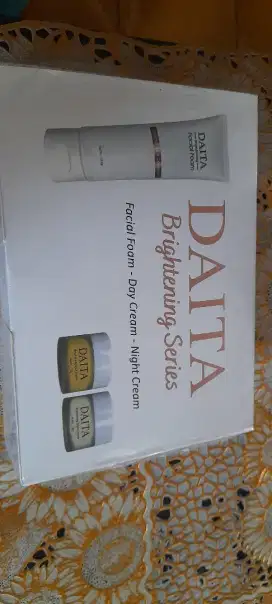 DAITA
Brightening Series
Facial Foam - Day Cream - Night Cream
DAITA
Facial Foam
DAITA
DAITA